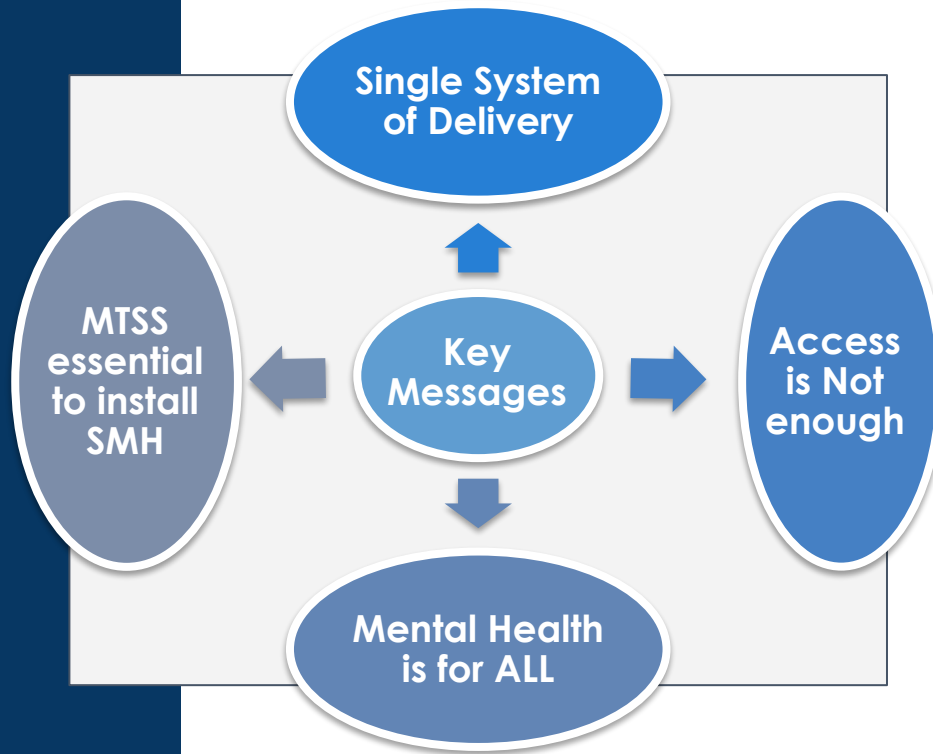 Single System
of Delivery
MTSS
essential
to install
SMH
Key
Messages
Access
is Not
enough
Mental Health
is for ALL